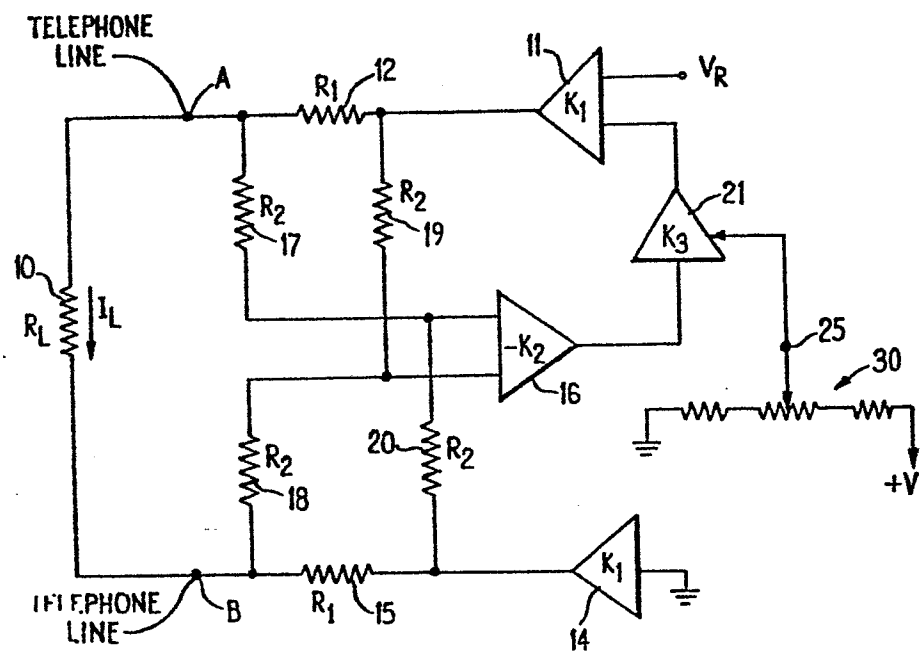 TELEPHONE
LINE
A
R1
12
11
K1
VR
R2
17
R2
19
21
K3
10
RL
IL
-K2
16
25
30
R2
18
20
R2
+V
K1
14
TELEPHONE
LINE
B
R1
15